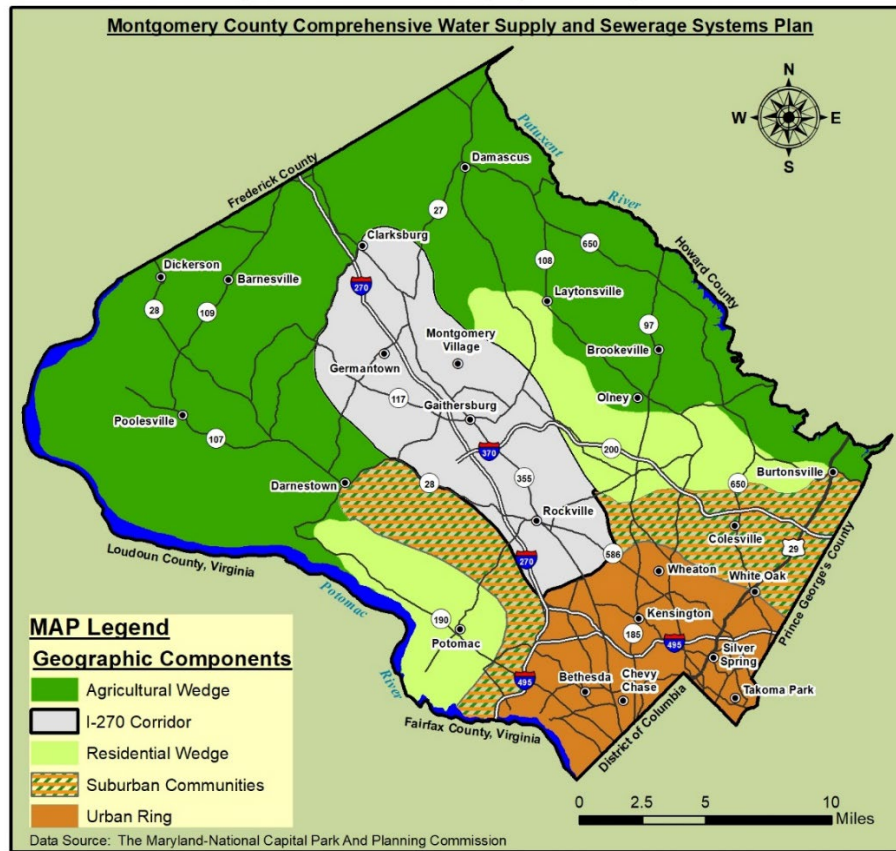 Montgomery County Comprehensive Water Supply and Sewerage Systems Plan
N
W
E
S
Patuxent
River
Damascus
Frederick County
27
Clarksburg
650
Howard County
Dickerson
Barnesville
270
108
Laytonsville
28
109
97
Montgomery
Village
Brookeville
Germantown
117
Olney
Gaithersburg
Poolesville
107
370
200
Darnestown
28
355
650
Burtonsville
Rockville
Colesville
586
29
270
Wheaton
White Oak
Loudoun County, Virginia
Potomac
River
190
Potomac
Kensington
185
495
Silver
Spring
Prince George's County
495
Bethesda
Chevy
Chase
Takoma Park
Fairfax County, Virginia
District of Columbia
MAP Legend
Geographic Components
Agricultural Wedge
I-270 Corridor
Residential Wedge
Suburban Communities
Urban Ring
0 2.5 5 10
Miles
Data Source: The Maryland-National Capital Park And Planning Commission